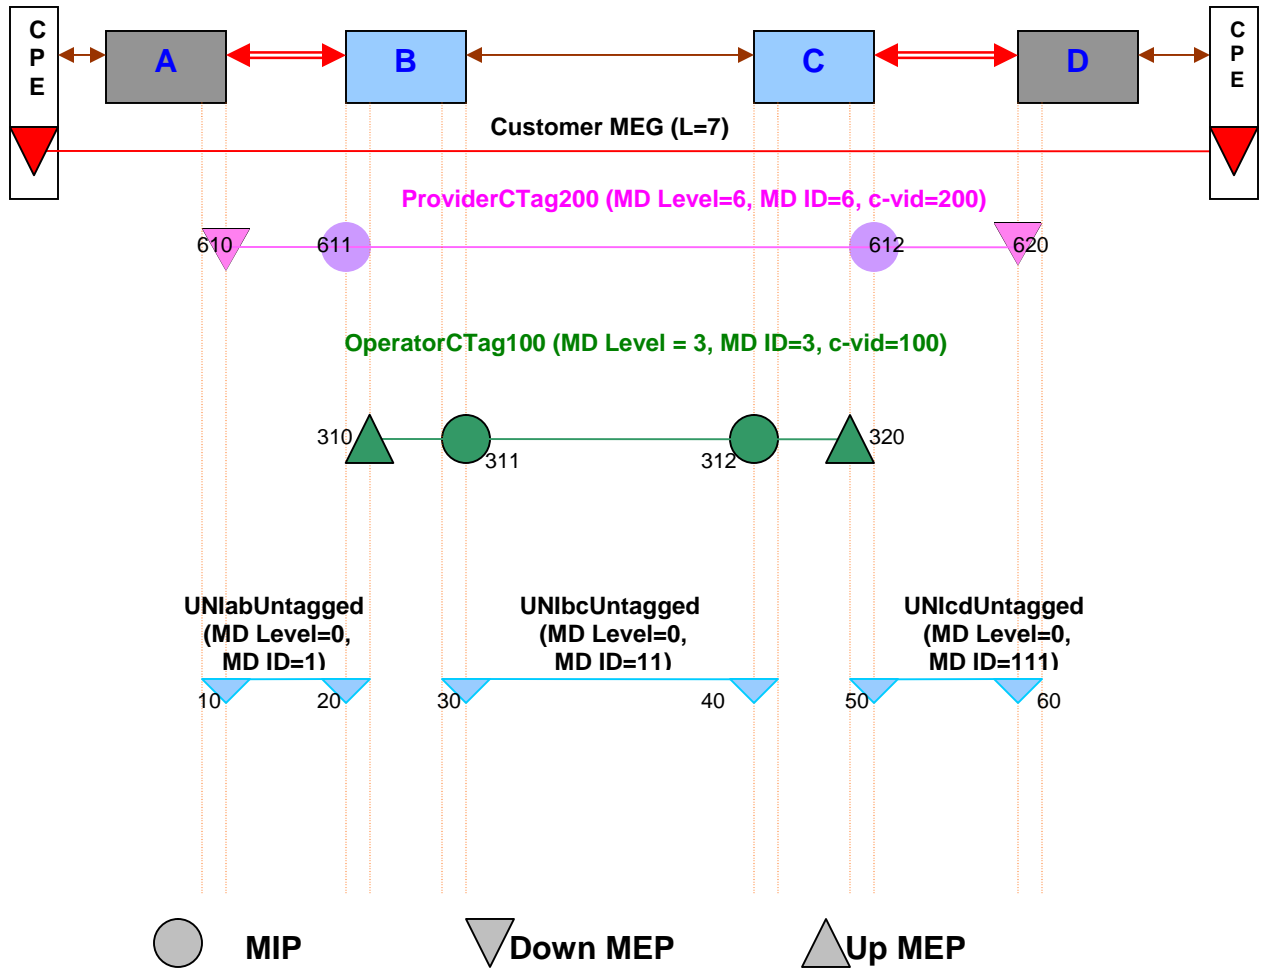 C
P
E
A
B
C
D
C
P
E
Customer MEG (L=7)
ProviderCTag200 (MD Level=6, MD ID=6, c-vid=200)
610
611
612
620
OperatorCTag100 (MD Level = 3, MD ID=3, c-vid=100)
310
311
312
320
UNIabUntagged
(MD Level=0,
MD ID=1)
UNIbcUntagged
(MD Level=0,
MD ID=11)
UNIcdUntagged
(MD Level=0,
MD ID=111)
10
20
30
40
50
60
MIP
Down MEP
Up MEP